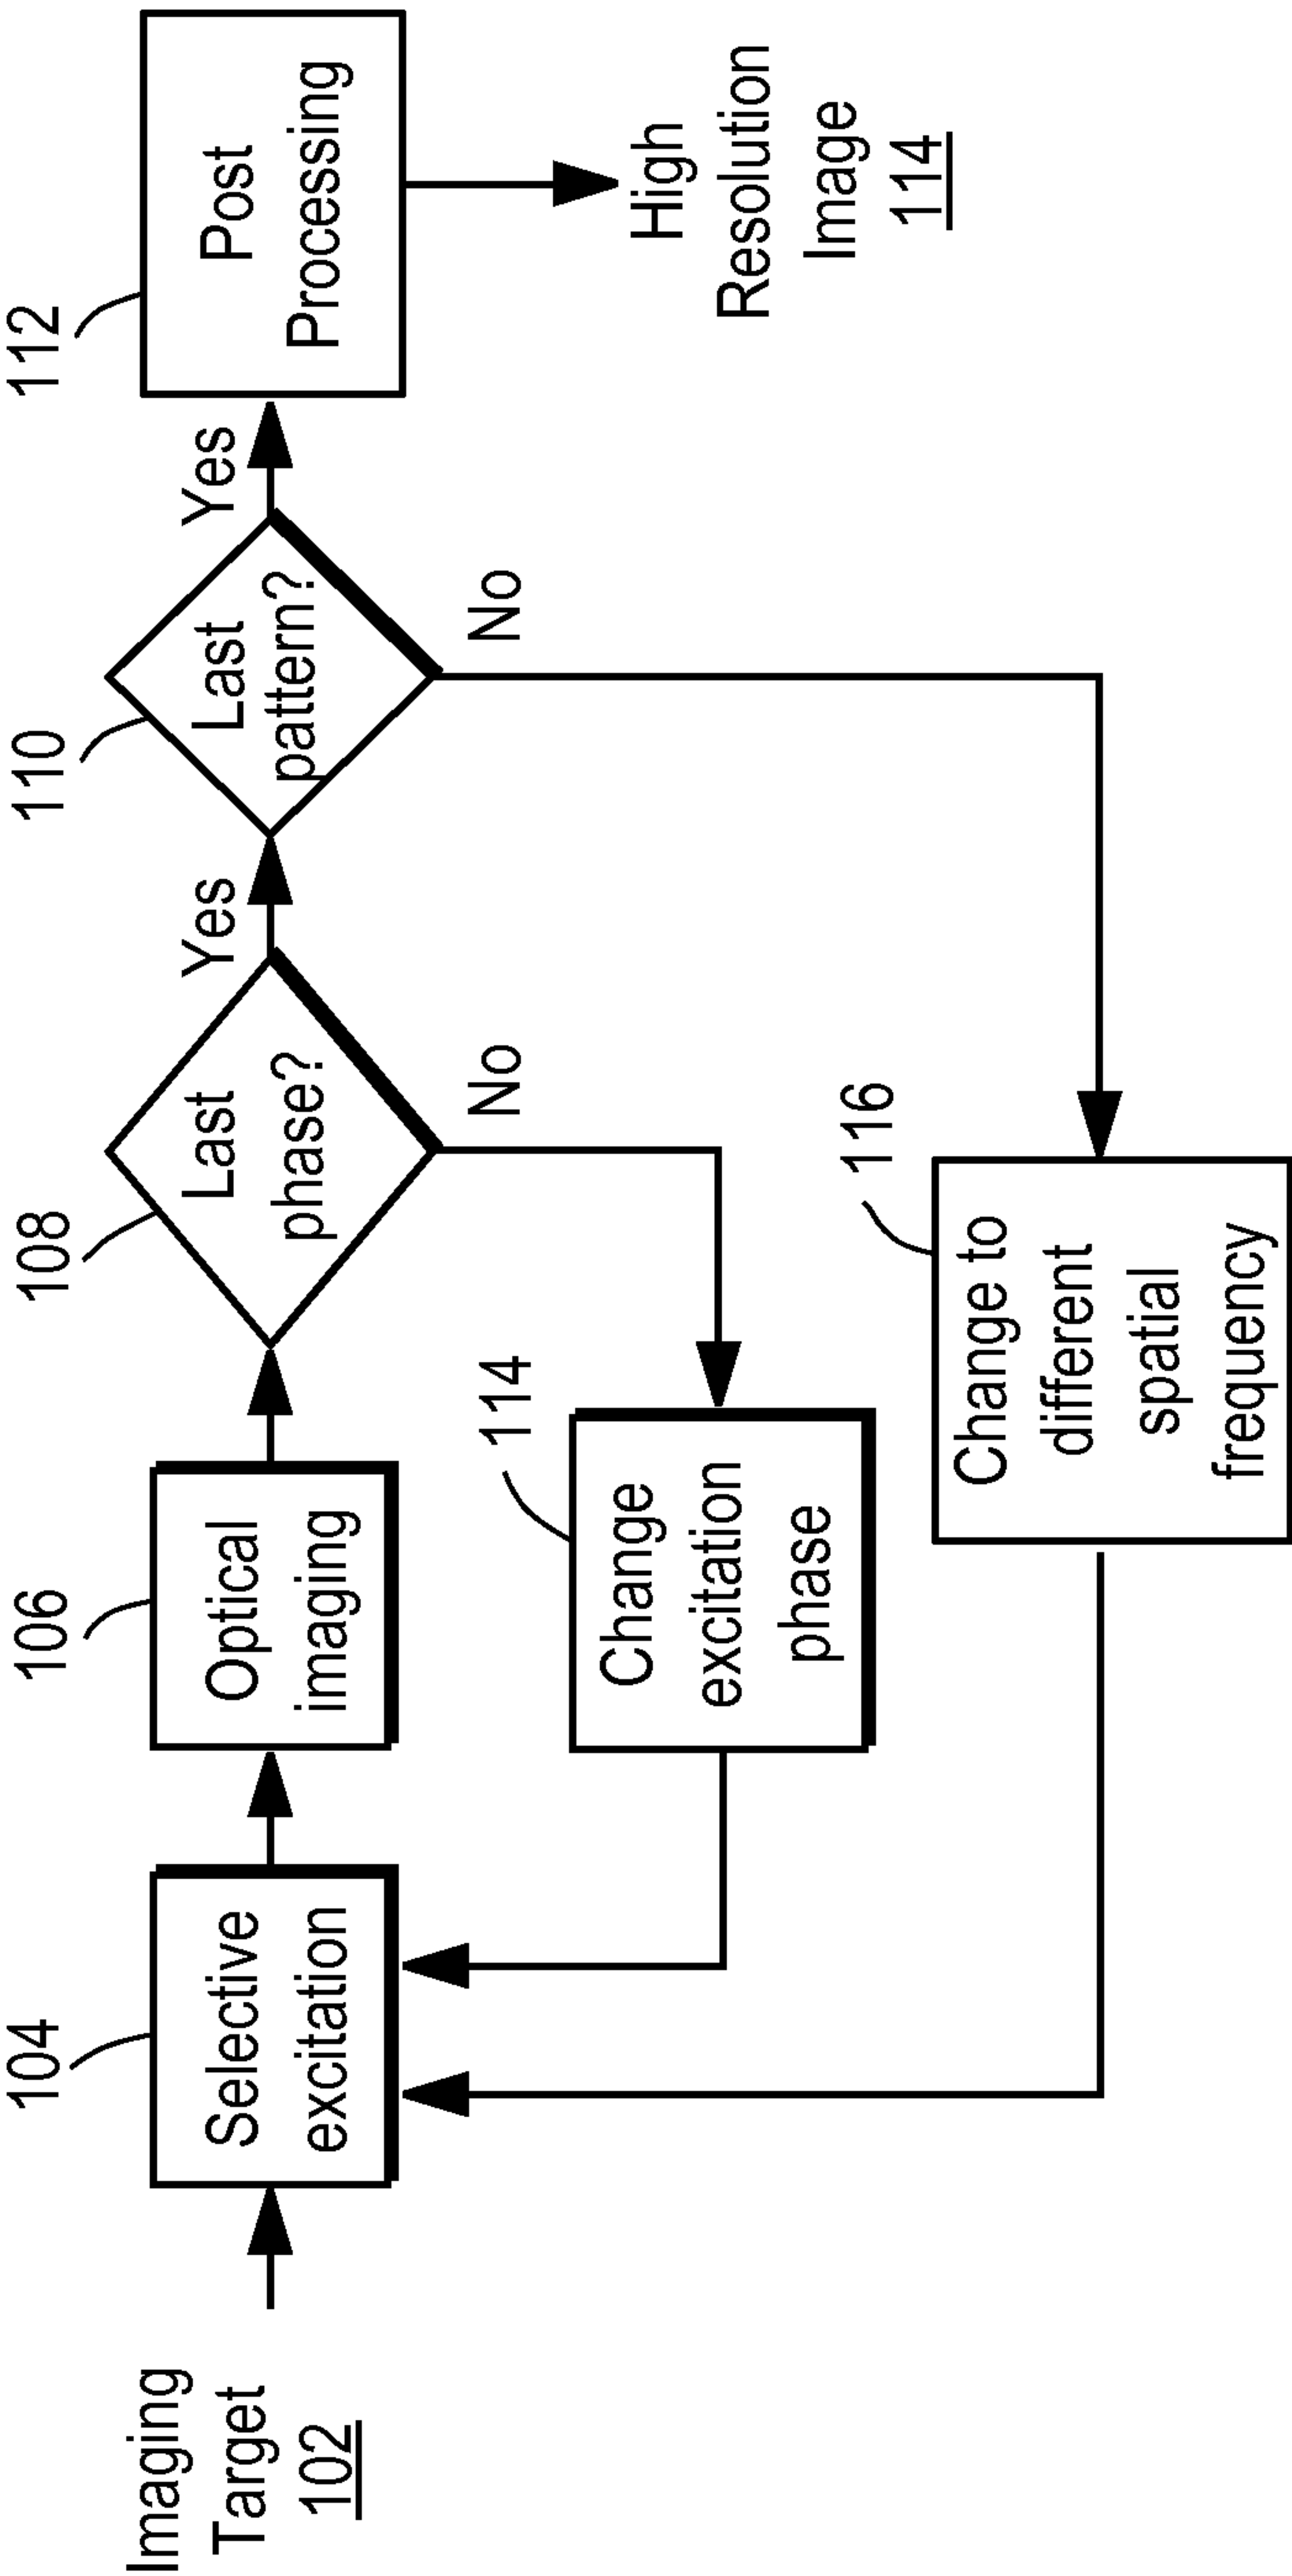 Imaging
Target
102
104
Selective
excitation
106
Optical
imaging
108
Last
phase?
Yes
No
110
Last
pattern?
Yes
No
112
Post
Processing
High
Resolution
Image
114
114
Change
excitation
phase
116
Change to
different
spatial
frequency